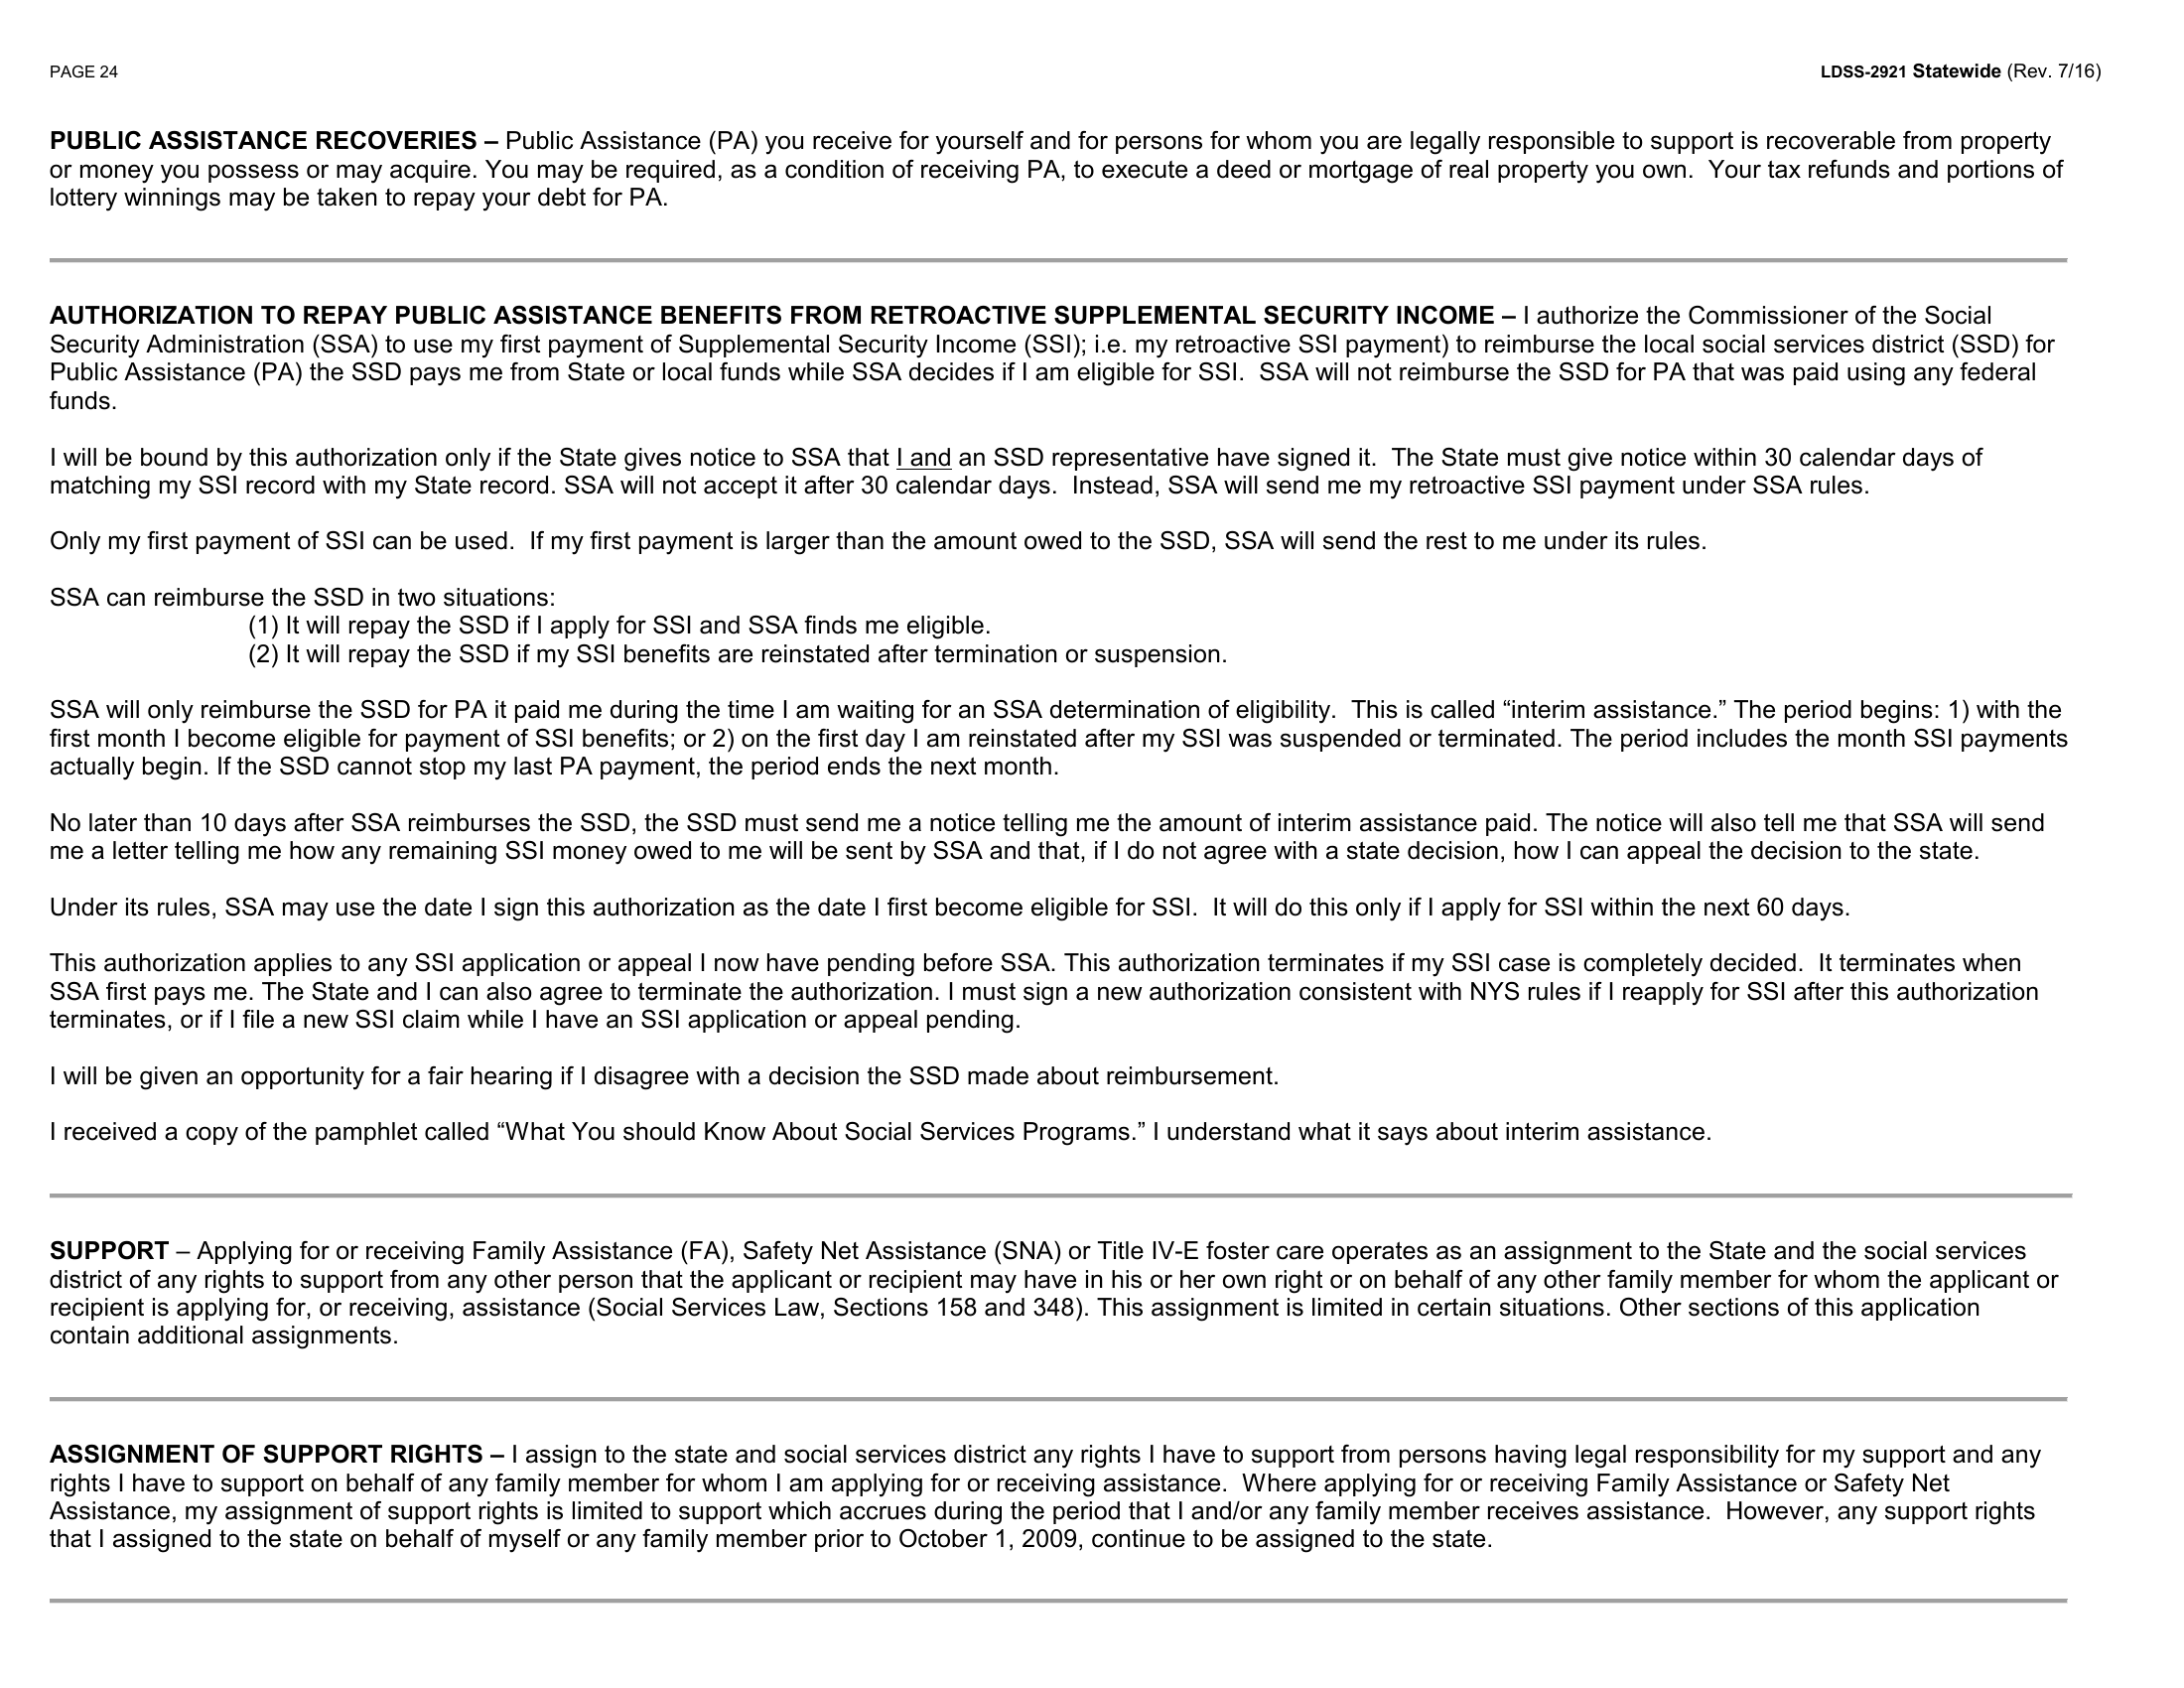 PAGE 24
LDSS-2921 Statewide (Rev. 7/16)
PUBLIC ASSISTANCE RECOVERIES – Public Assistance (PA) you receive for yourself and for persons for whom you are legally responsible to support is recoverable from property
or money you possess or may acquire. You may be required, as a condition of receiving PA, to execute a deed or mortgage of real property you own.  Your tax refunds and portions of
lottery winnings may be taken to repay your debt for PA.
AUTHORIZATION TO REPAY PUBLIC ASSISTANCE BENEFITS FROM RETROACTIVE SUPPLEMENTAL SECURITY INCOME – I authorize the Commissioner of the Social
Security Administration (SSA) to use my first payment of Supplemental Security Income (SSI); i.e. my retroactive SSI payment) to reimburse the local social services district (SSD) for
Public Assistance (PA) the SSD pays me from State or local funds while SSA decides if I am eligible for SSI.  SSA will not reimburse the SSD for PA that was paid using any federal
funds.
I will be bound by this authorization only if the State gives notice to SSA that I and an SSD representative have signed it.  The State must give notice within 30 calendar days of
matching my SSI record with my State record. SSA will not accept it after 30 calendar days.  Instead, SSA will send me my retroactive SSI payment under SSA rules.
Only my first payment of SSI can be used.  If my first payment is larger than the amount owed to the SSD, SSA will send the rest to me under its rules.
SSA can reimburse the SSD in two situations:
(1) It will repay the SSD if I apply for SSI and SSA finds me eligible.
(2) It will repay the SSD if my SSI benefits are reinstated after termination or suspension.
SSA will only reimburse the SSD for PA it paid me during the time I am waiting for an SSA determination of eligibility.  This is called “interim assistance.” The period begins: 1) with the
first month I become eligible for payment of SSI benefits; or 2) on the first day I am reinstated after my SSI was suspended or terminated. The period includes the month SSI payments
actually begin. If the SSD cannot stop my last PA payment, the period ends the next month.
No later than 10 days after SSA reimburses the SSD, the SSD must send me a notice telling me the amount of interim assistance paid. The notice will also tell me that SSA will send
me a letter telling me how any remaining SSI money owed to me will be sent by SSA and that, if I do not agree with a state decision, how I can appeal the decision to the state.
Under its rules, SSA may use the date I sign this authorization as the date I first become eligible for SSI.  It will do this only if I apply for SSI within the next 60 days.
This authorization applies to any SSI application or appeal I now have pending before SSA. This authorization terminates if my SSI case is completely decided.  It terminates when
SSA first pays me. The State and I can also agree to terminate the authorization. I must sign a new authorization consistent with NYS rules if I reapply for SSI after this authorization
terminates, or if I file a new SSI claim while I have an SSI application or appeal pending.
I will be given an opportunity for a fair hearing if I disagree with a decision the SSD made about reimbursement.
I received a copy of the pamphlet called “What You should Know About Social Services Programs.” I understand what it says about interim assistance.
SUPPORT – Applying for or receiving Family Assistance (FA), Safety Net Assistance (SNA) or Title IV-E foster care operates as an assignment to the State and the social services
district of any rights to support from any other person that the applicant or recipient may have in his or her own right or on behalf of any other family member for whom the applicant or
recipient is applying for, or receiving, assistance (Social Services Law, Sections 158 and 348). This assignment is limited in certain situations. Other sections of this application
contain additional assignments.
ASSIGNMENT OF SUPPORT RIGHTS – I assign to the state and social services district any rights I have to support from persons having legal responsibility for my support and any
rights I have to support on behalf of any family member for whom I am applying for or receiving assistance.  Where applying for or receiving Family Assistance or Safety Net
Assistance, my assignment of support rights is limited to support which accrues during the period that I and/or any family member receives assistance.  However, any support rights
that I assigned to the state on behalf of myself or any family member prior to October 1, 2009, continue to be assigned to the state.